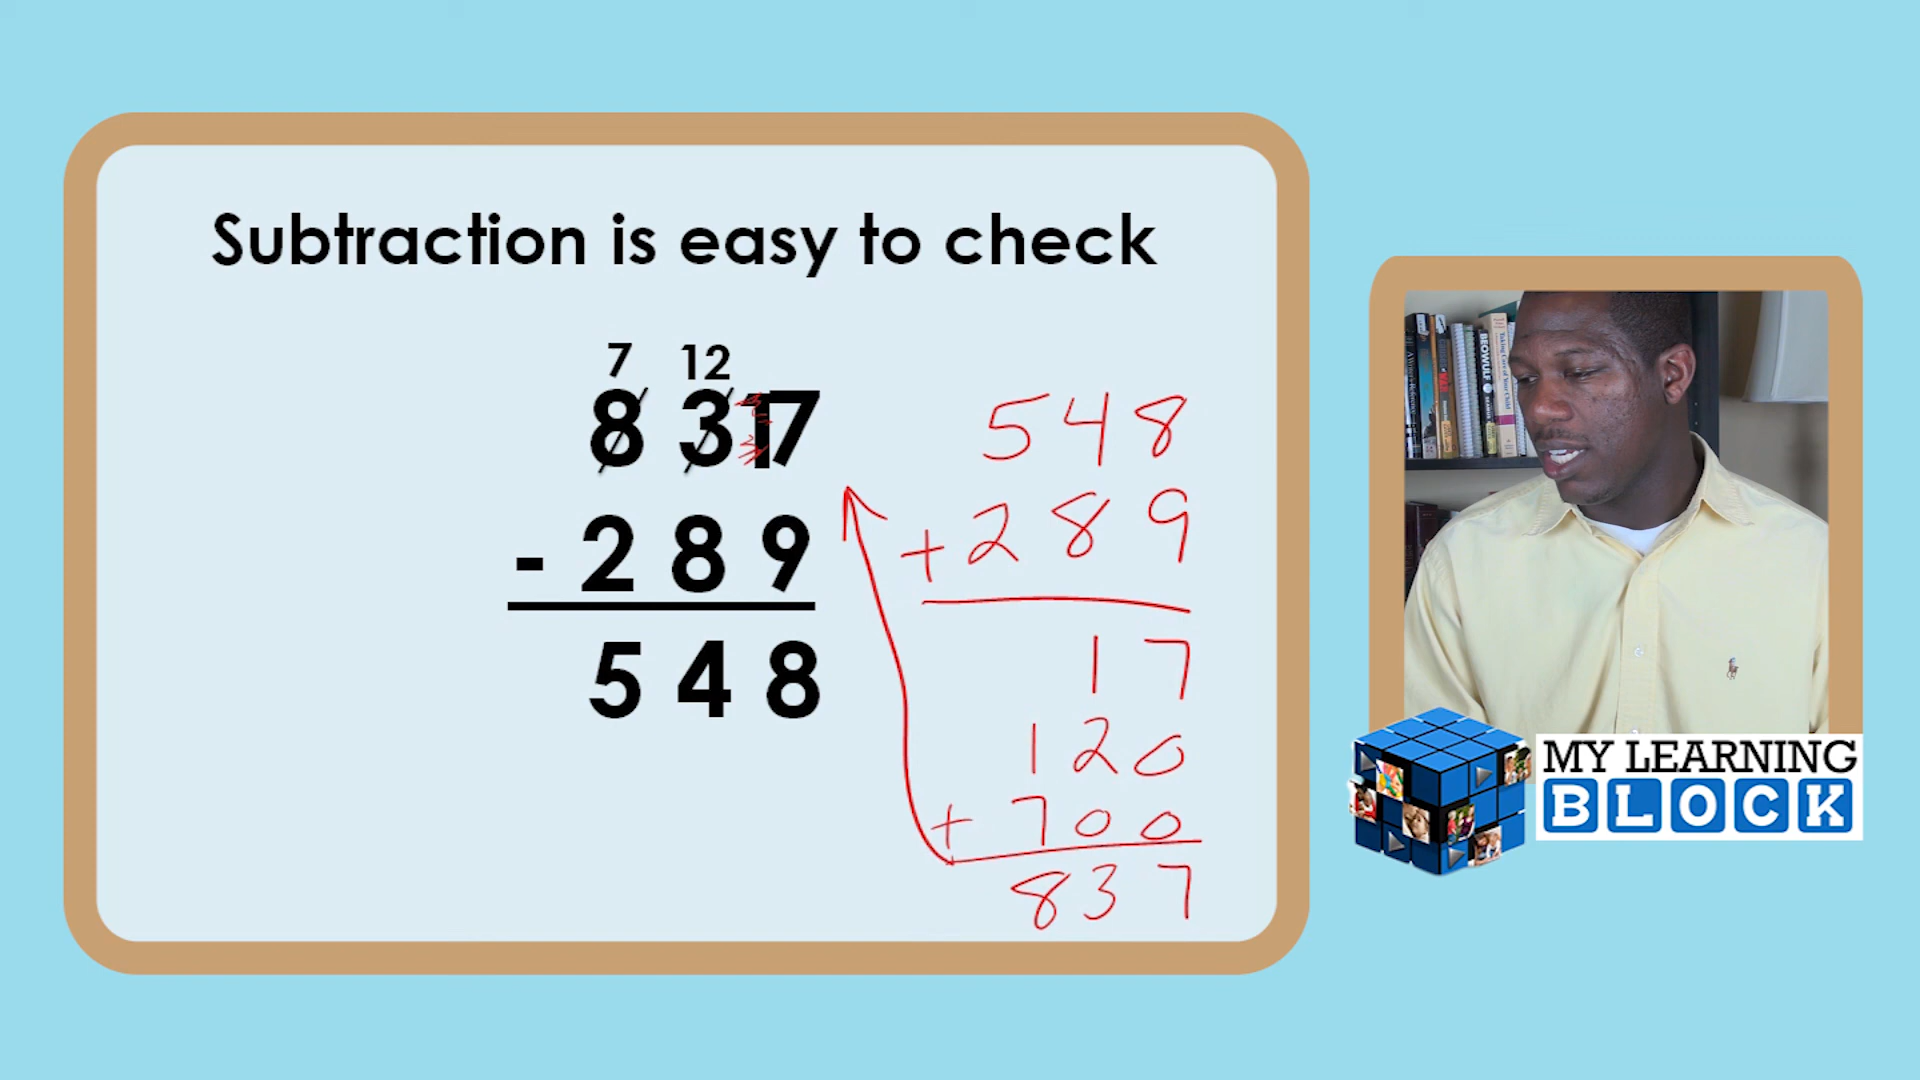 Subtraction is easy to check
7 12
8 3 17
- 2 8 9
5 4 8
548
+ 289
17
120
+ 700
837
BEOWULF
MY LEARNING
BLOCK